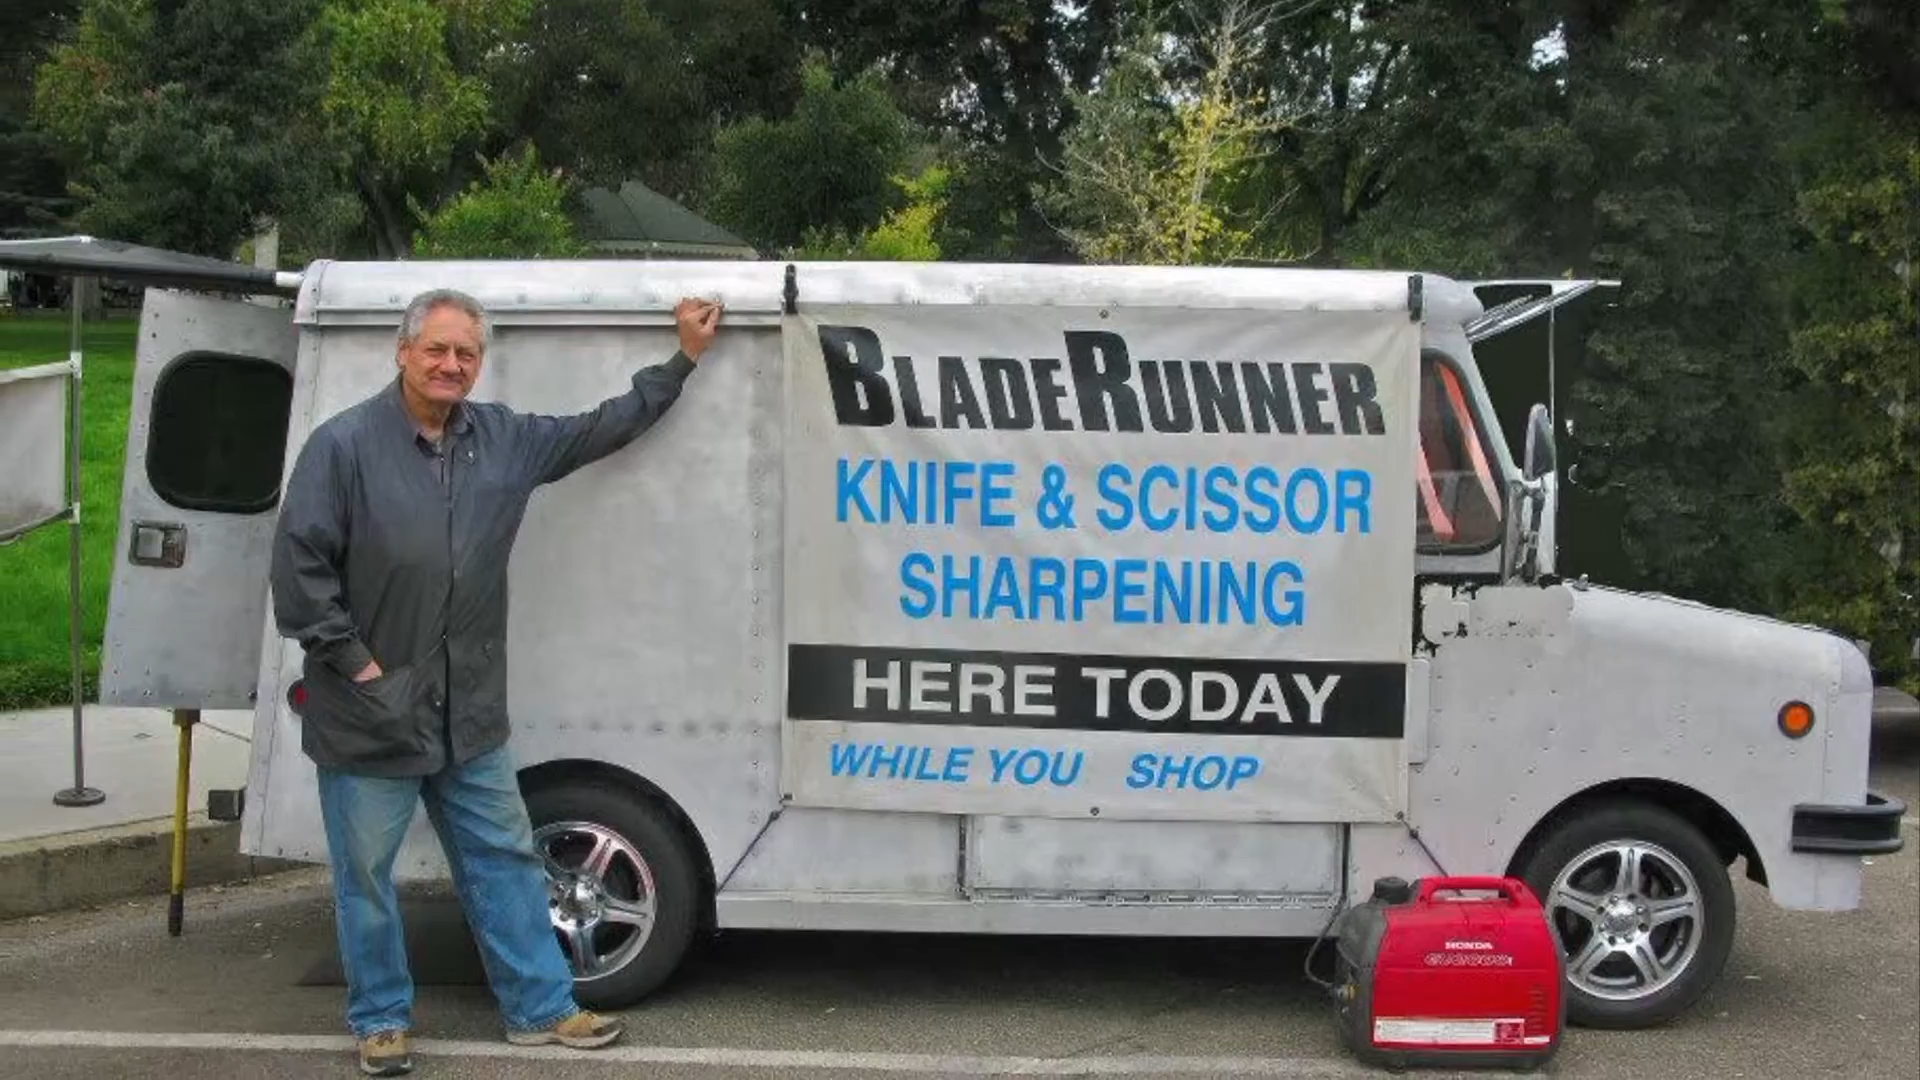 BLADERUNNER
KNIFE & SCISSOR
SHARPENING
HERE TODAY
WHILE YOU SHOP
HONDA